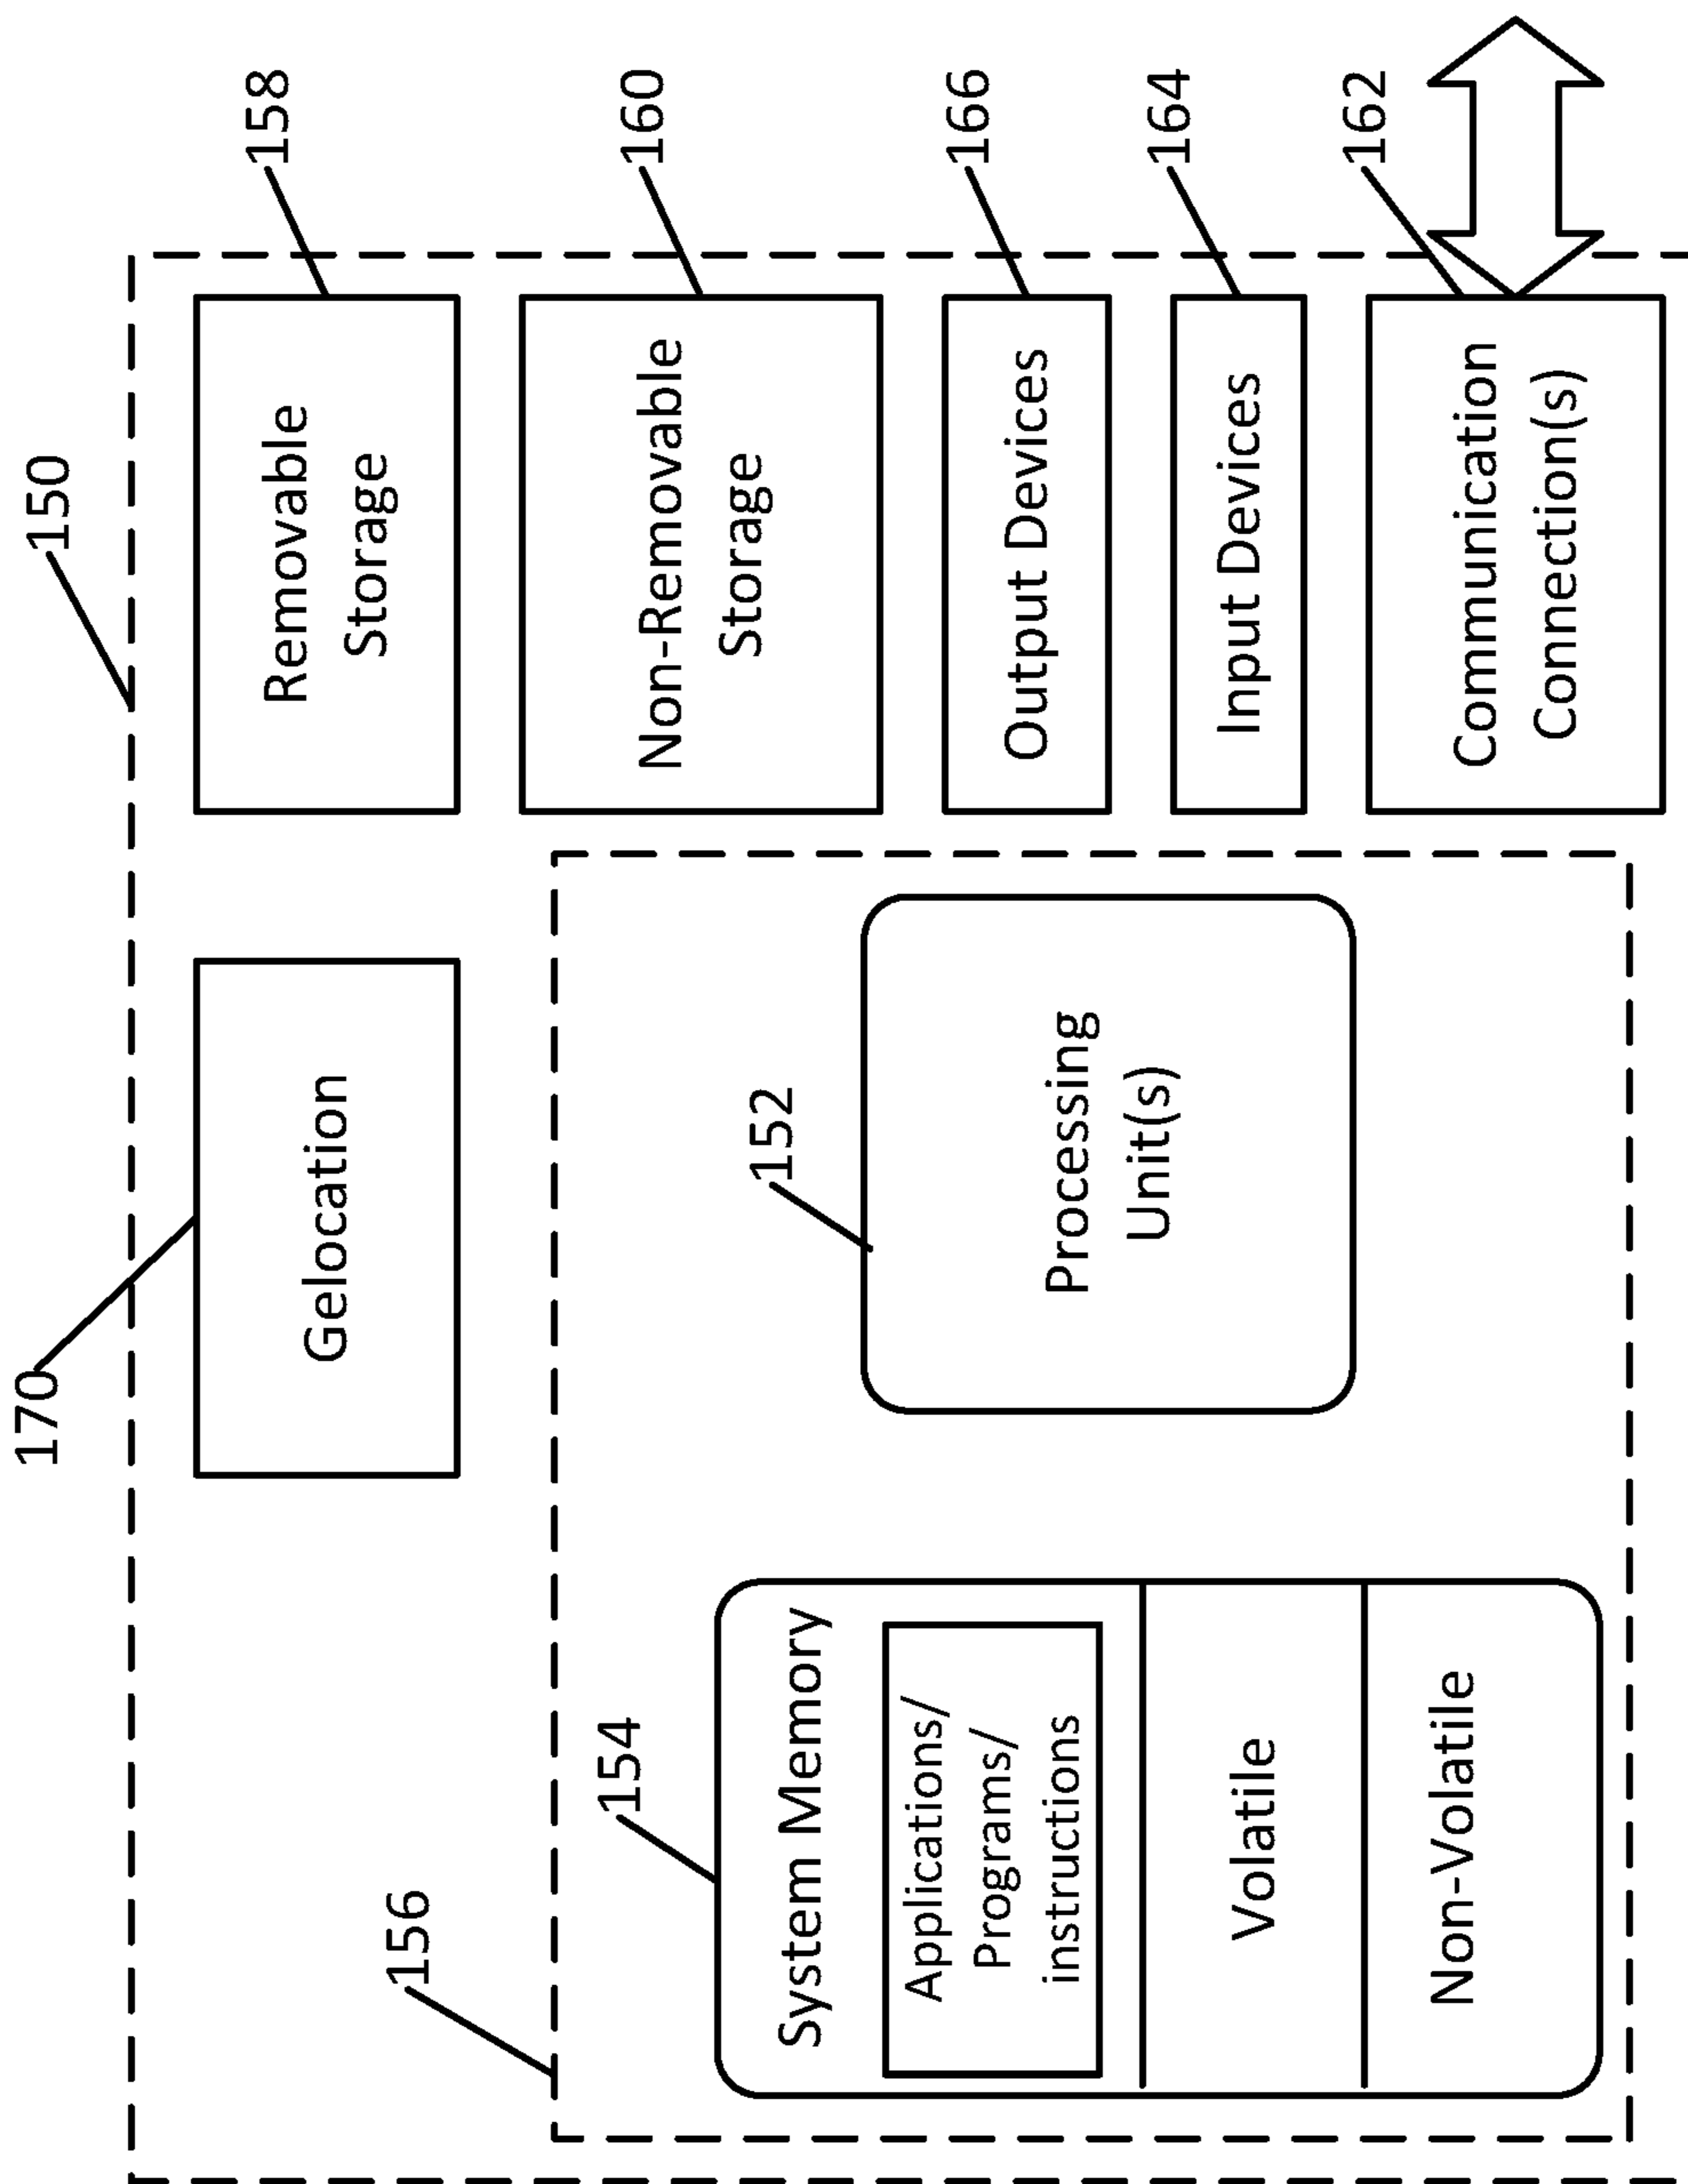 170
150
Gelocation
Removable
Storage
158
156
154
System Memory
Applications/
Programs/
instructions
Volatile
Non-Volatile
152
Processing
Unit(s)
Non-Removable
Storage
160
Output Devices
166
Input Devices
164
Communication
Connection(s)
162